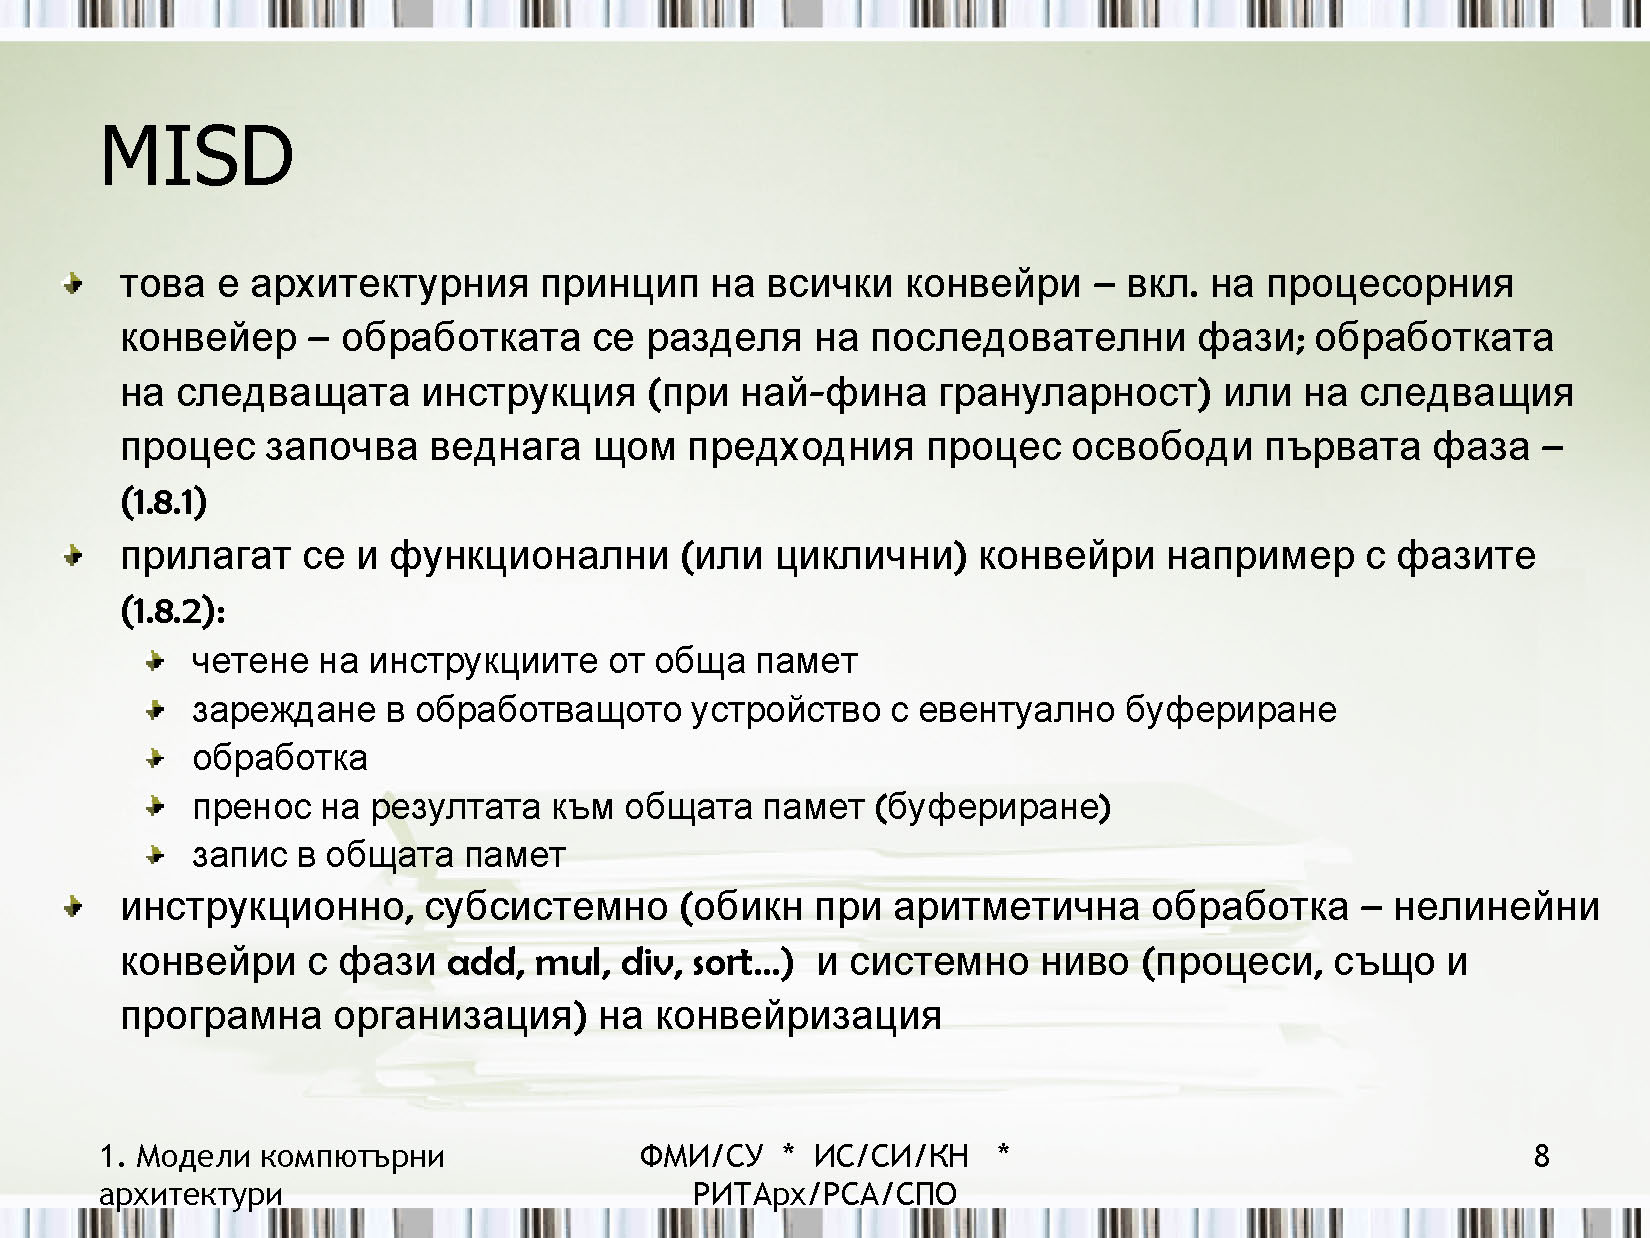 MISD
това е архитектурния принцип на всички конвейри – вкл. на процесорния
конвейер – обработката се разделя на последователни фази; обработката
на следващата инструкция (при най-фина грануларност) или на следващия
процес започва веднага щом предходния процес освободи първата фаза –
(1.8.1)
прилагат се и функционални (или циклични) конвейри например с фазите
(1.8.2):
четене на инструкциите от обща памет
зареждане в обработващото устройство с евентуално буфериране
обработка
пренос на резултата към общата памет (буфериране)
запис в общата памет
инструкционно, субсистемно (обикн при аритметична обработка – нелинейни
конвейри с фази add, mul, div, sort...) и системно ниво (процеси, също и
програмна организация) на конвейризация
1. Модели компютърни
архитектури
ФМИ/СУ * ИС/СИ/КН *
РИТАрх/РСА/СПО
8